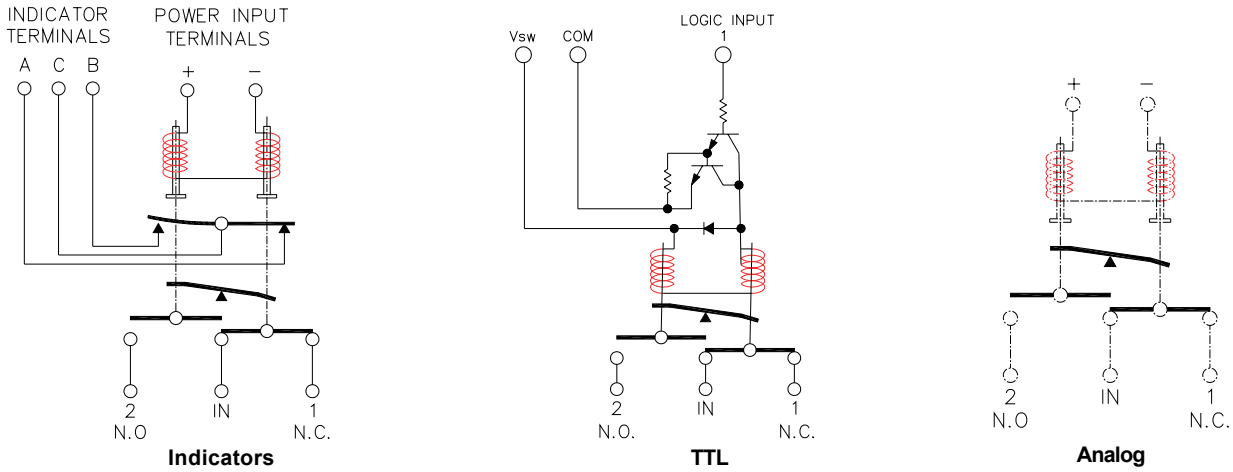 INDICATOR
TERMINALS
A C B
POWER INPUT
TERMINALS
+ −
2
N.O
IN
1
N.C.
Indicators
Vsw COM
LOGIC INPUT
1
2
N.O.
IN
1
N.C.
TTL
+ −
2
N.O.
IN
1
N.C.
Analog